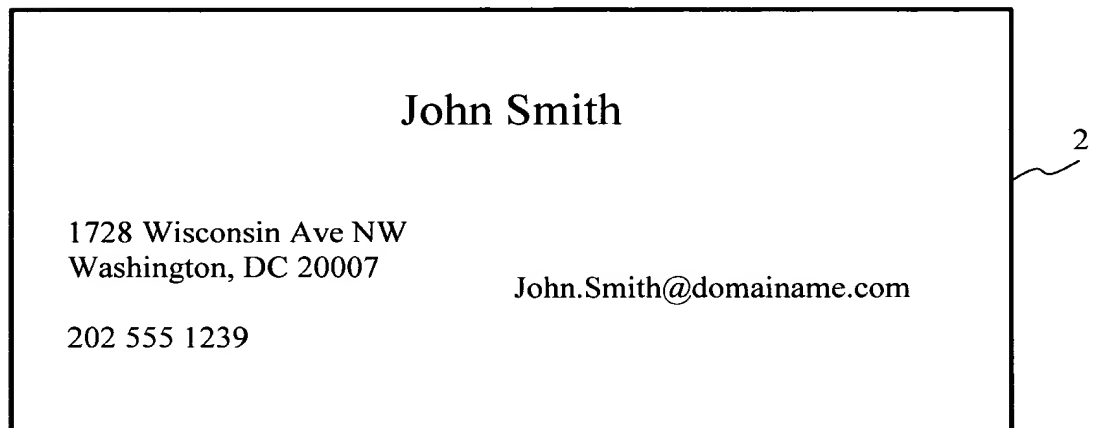 John Smith
2
1728 Wisconsin Ave NW
Washington, DC 20007
John.Smith@domainame.com
202 555 1239